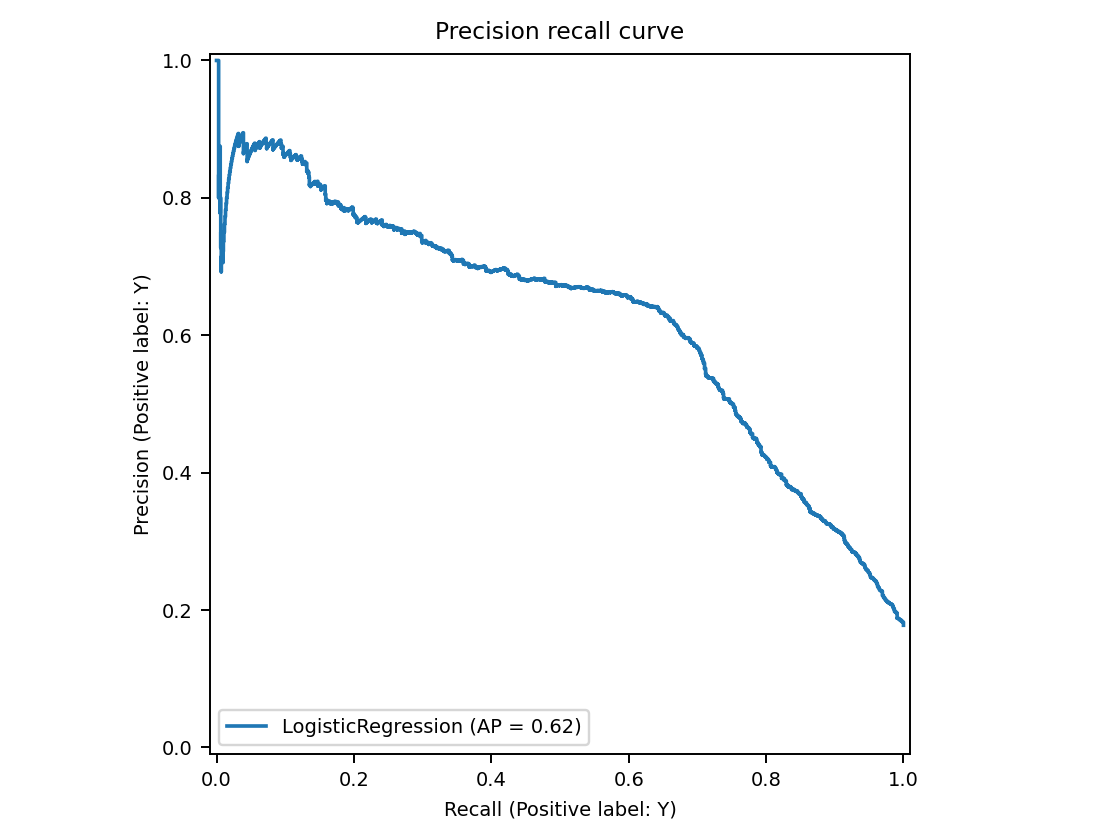 Precision recall curve
1.0
0.8
0.6
0.4
0.2
0.0
Precision (Positive label: Y)
LogisticRegression (AP = 0.62)
0.0 0.2 0.4 0.6 0.8 1.0
Recall (Positive label: Y)